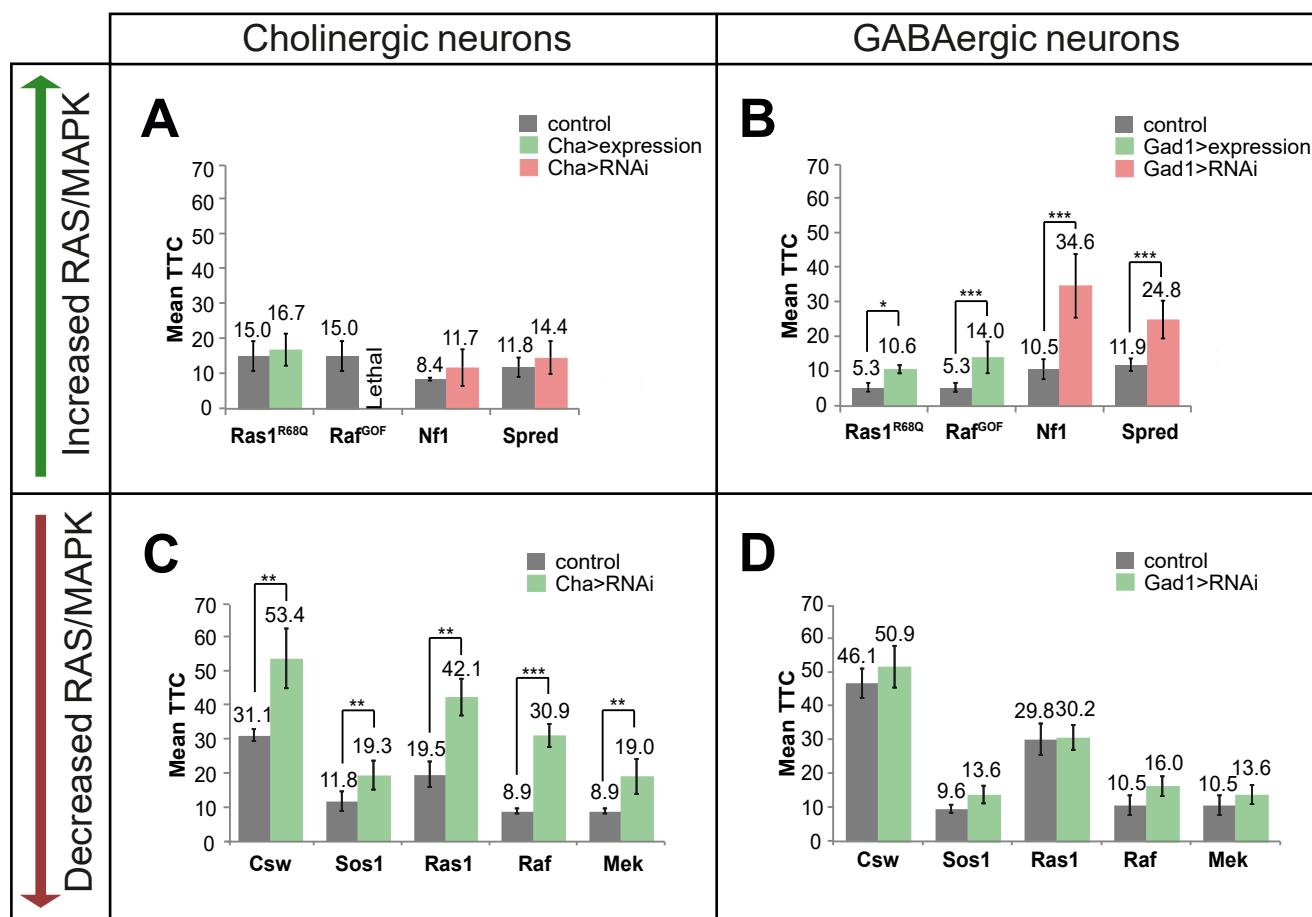 Cholinergic neurons
GABAergic neurons
Increased RAS/MAPK
A
control
Cha>expression
Cha>RNAi
Mean TTC
70
60
50
40
30
20
10
0
15.0
16.7
15.0
Lethal
8.4
11.7
11.8
14.4
Ras1R68Q
RafGOF
Nf1
Spred
B
control
Gad1>expression
Gad1>RNAi
Mean TTC
70
60
50
40
30
20
10
0
*
***
***
***
5.3
10.6
5.3
14.0
10.5
34.6
11.9
24.8
Ras1R68Q
RafGOF
Nf1
Spred
Decreased RAS/MAPK
C
control
Cha>RNAi
Mean TTC
70
60
50
40
30
20
10
0
**
**
**
***
**
31.1
53.4
11.8
19.3
19.5
42.1
8.9
30.9
8.9
19.0
Csw
Sos1
Ras1
Raf
Mek
D
control
Gad1>RNAi
Mean TTC
70
60
50
40
30
20
10
0
46.1
50.9
9.6
13.6
29.8
30.2
10.5
16.0
10.5
13.6
Csw
Sos1
Ras1
Raf
Mek